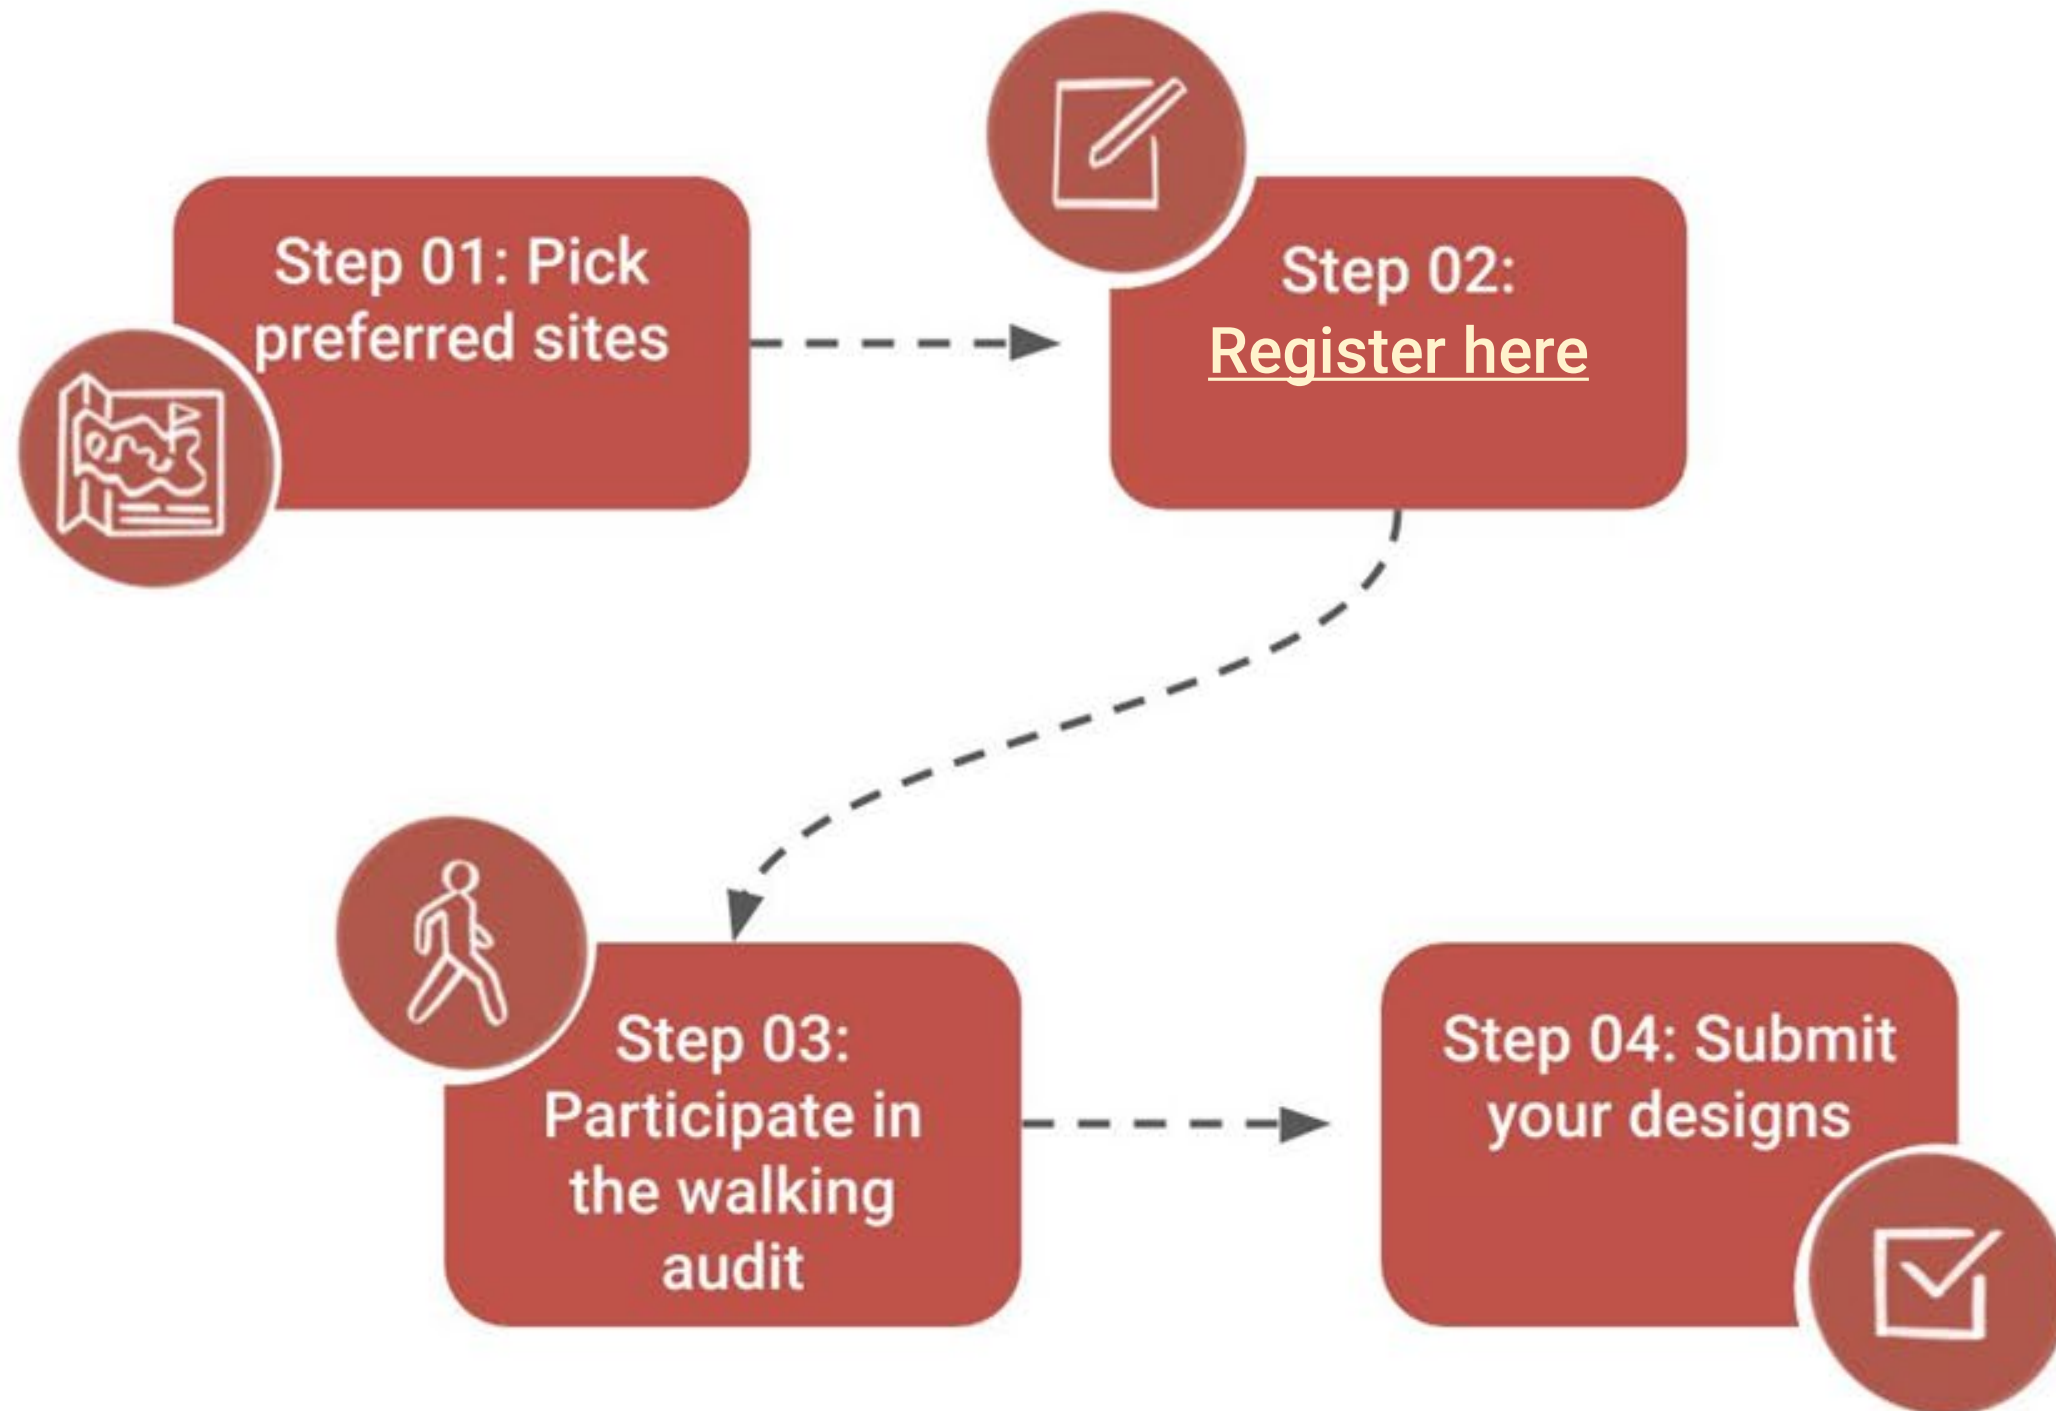 Step 01: Pick
preferred sites
Step 02:
Register here
Step 03:
Participate in
the walking
audit
Step 04: Submit
your designs